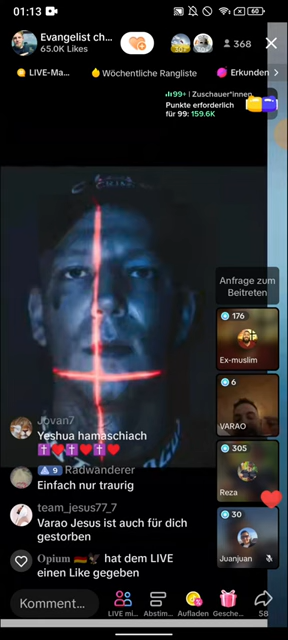 01:13
60
Evangelist ch...
65.0K Likes
368
LIVE-Ma...
Wöchentliche Rangliste
Erkunden
99+ | Zuschauer*innen
Punkte erforderlich
für 99: 159.6K
Anfrage zum
Beitreten
176
Ex-muslim
6
VARAO
305
Reza
30
Juanjuan
Jovan7
Yeshua hamaschiach
✝️❤️✝️❤️✝️❤️
9 Radwanderer
Einfach nur traurig
team_jesus77_7
Varao Jesus ist auch für dich
gestorben
Opium 🇩🇪🦅 hat dem LIVE
einen Like gegeben
Komment...
LIVE mi...
Abstim...
Aufladen
Gesche...
58